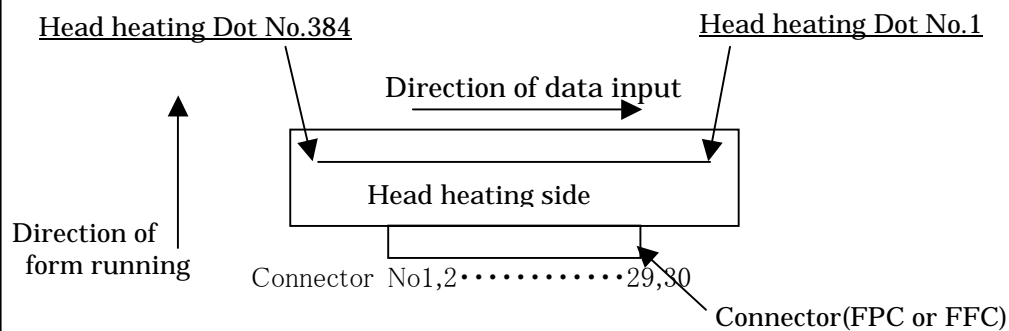 Head heating Dot No.384
Head heating Dot No.1
Direction of data input
Head heating side
Direction of
form running
Connector No1,2････････････29,30
Connector(FPC or FFC)